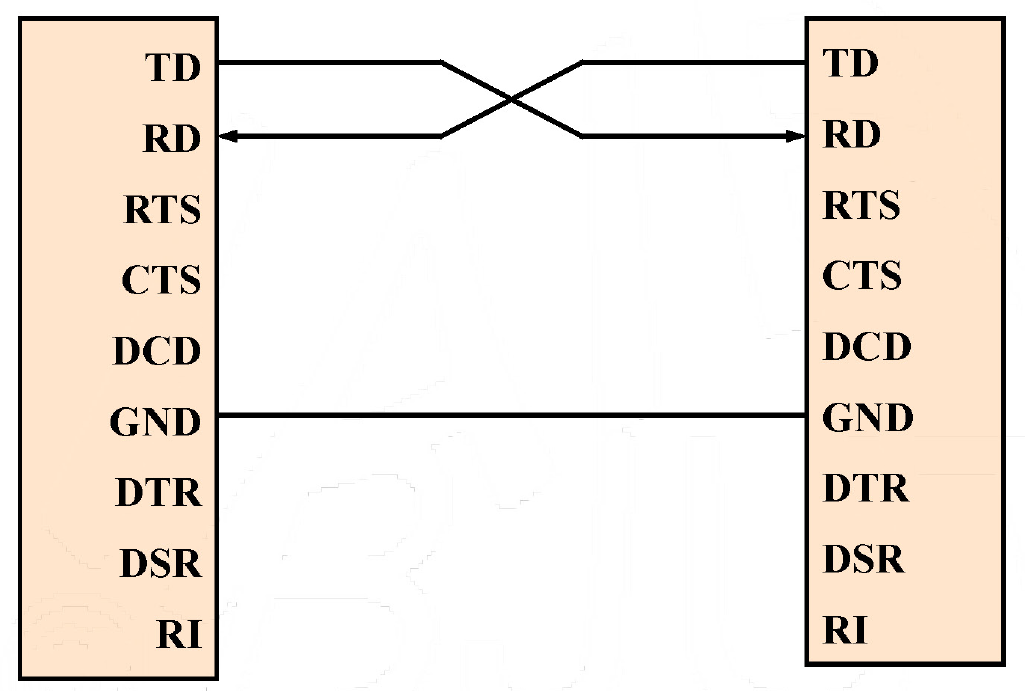 TD
RD
RTS
CTS
DCD
GND
DTR
DSR
RI
TD
RD
RTS
CTS
DCD
GND
DTR
DSR
RI